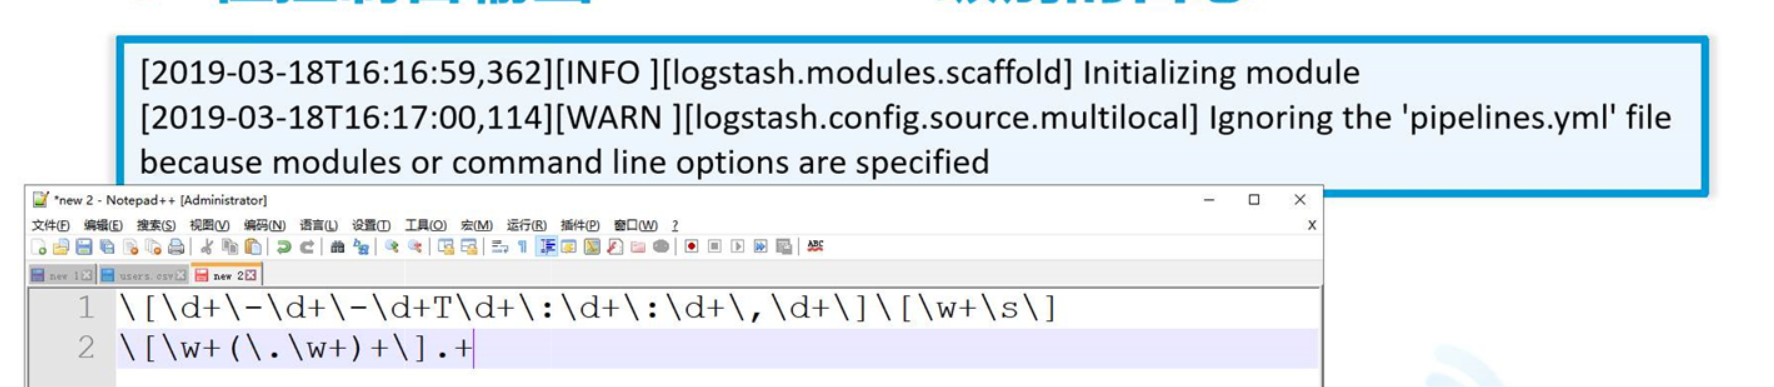 [2019-03-18T16:16:59,362][INFO ][logstash.modules.scaffold] Initializing module
[2019-03-18T16:17:00,114][WARN ][logstash.config.source.multilocal] Ignoring the 'pipelines.yml' file
because modules or command line options are specified
*new 2 - Notepad++ [Administrator]
文件(F) 编辑(E) 搜索(S) 视图(V) 编码(N) 语言(L) 设置(T) 工具(O) 宏(M) 运行(R) 插件(P) 窗口(W) ? X
ABC
new 1 users.csv new 2
1 \[\d+\-\d+\-\d+T\d+\:\d+\:\d+\,\d+\]\[\w+\s\]
2 \[\w+(\.\w+)+\].+